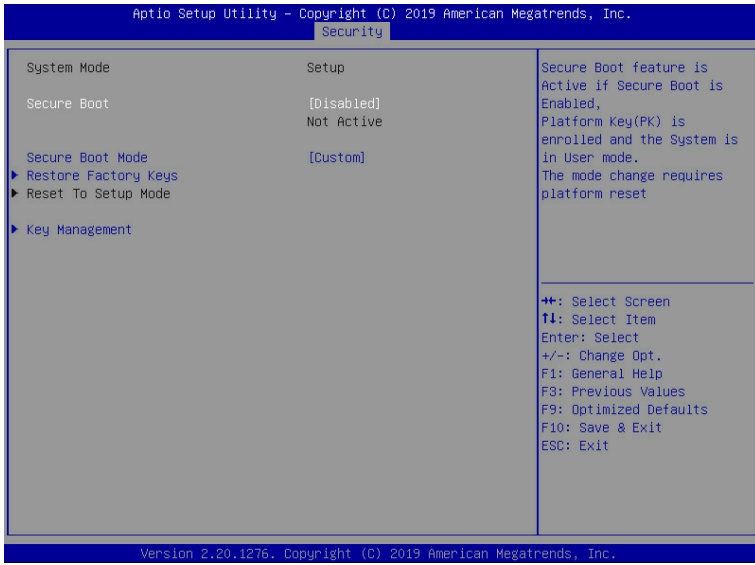 Aptio Setup Utility – Copyright (C) 2019 American Megatrends, Inc.
Security
System Mode Setup
Secure Boot [Disabled]
Not Active
Secure Boot Mode [Custom]
Restore Factory Keys
Reset To Setup Mode
Key Management
Secure Boot feature is
Active if Secure Boot is
Enabled,
Platform Key(PK) is
enrolled and the System is
in User mode.
The mode change requires
platform reset
→←: Select Screen
↑↓: Select Item
Enter: Select
+/-: Change Opt.
F1: General Help
F3: Previous Values
F9: Optimized Defaults
F10: Save & Exit
ESC: Exit
Version 2.20.1276. Copyright (C) 2019 American Megatrends, Inc.